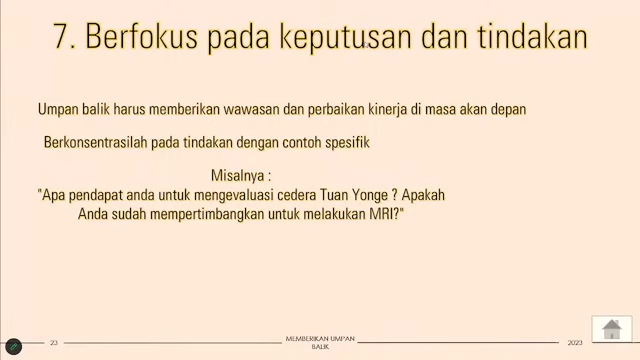 7. Berfokus pada keputusan dan tindakan
Umpan balik harus memberikan wawasan dan perbaikan kinerja di masa akan depan
Berkonsentrasilah pada tindakan dengan contoh spesifik
Misalnya :
"Apa pendapat anda untuk mengevaluasi cedera Tuan Yonge ? Apakah
Anda sudah mempertimbangkan untuk melakukan MRI?"
23
MEMBERIKAN UMPAN
BALIK
2023